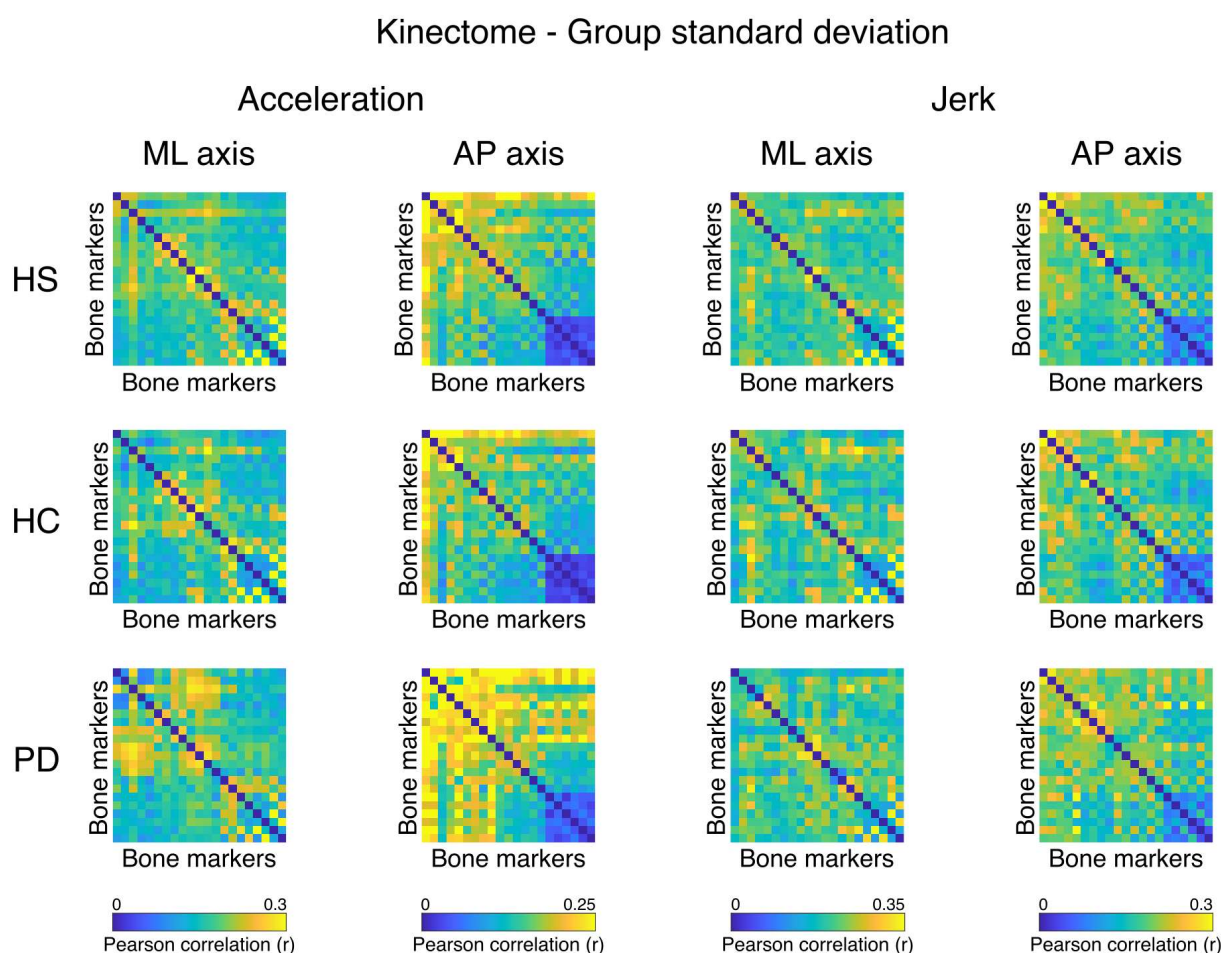 Kinectome - Group standard deviation
Acceleration
Jerk
ML axis
AP axis
ML axis
AP axis
HS
Bone markers
Bone markers
Bone markers
Bone markers
Bone markers
Bone markers
Bone markers
Bone markers
HC
Bone markers
Bone markers
Bone markers
Bone markers
Bone markers
Bone markers
Bone markers
Bone markers
PD
Bone markers
Bone markers
Bone markers
Bone markers
Bone markers
Bone markers
Bone markers
Bone markers
0 0.3
0 0.25
0 0.35
0 0.3
Pearson correlation (r)
Pearson correlation (r)
Pearson correlation (r)
Pearson correlation (r)